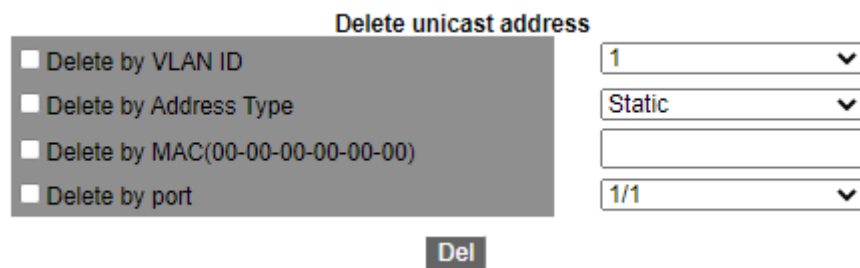 Delete unicast address
Delete by VLAN ID 1
Delete by Address Type Static
Delete by MAC(00-00-00-00-00-00)
Delete by port 1/1
Del